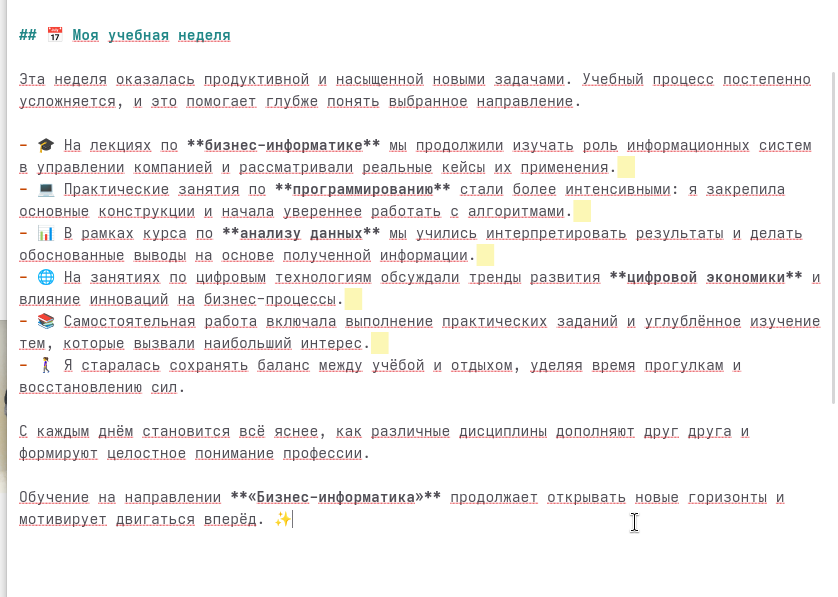 ## 📅 Моя учебная неделя
Эта неделя оказалась продуктивной и насыщенной новыми задачами. Учебный процесс постепенно
усложняется, и это помогает глубже понять выбранное направление.
- 🎓 На лекциях по **бизнес-информатике** мы продолжили изучать роль информационных систем
в управлении компанией и рассматривали реальные кейсы их применения.
- 💻 Практические занятия по **программированию** стали более интенсивными: я закрепила
основные конструкции и начала увереннее работать с алгоритмами.
- 📊 В рамках курса по **анализу данных** мы учились интерпретировать результаты и делать
обоснованные выводы на основе полученной информации.
- 🌐 На занятиях по цифровым технологиям обсуждали тренды развития **цифровой экономики** и
влияние инноваций на бизнес-процессы.
- 📚 Самостоятельная работа включала выполнение практических заданий и углублённое изучение
тем, которые вызвали наибольший интерес.
- 🚶‍♀️ Я старалась сохранять баланс между учёбой и отдыхом, уделяя время прогулкам и
восстановлению сил.
С каждым днём становится всё яснее, как различные дисциплины дополняют друг друга и
формируют целостное понимание профессии.
Обучение на направлении **«Бизнес-информатика»** продолжает открывать новые горизонты и
мотивирует двигаться вперёд. ✨